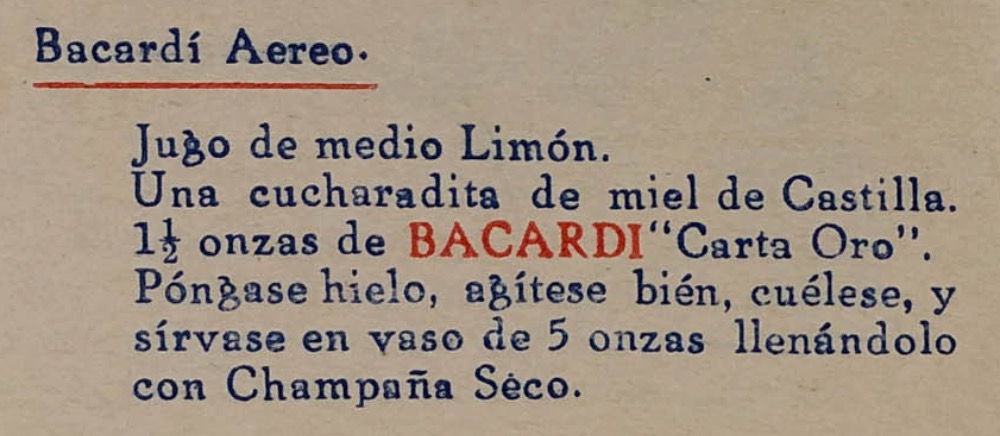 Bacardí Aereo.
Jugo de medio Limón.
Una cucharadita de miel de Castilla.
1½ onzas de BACARDI "Carta Oro".
Póngase hielo, agítese bién, cuélese, y
sírvase en vaso de 5 onzas llenándolo
con Champaña Séco.